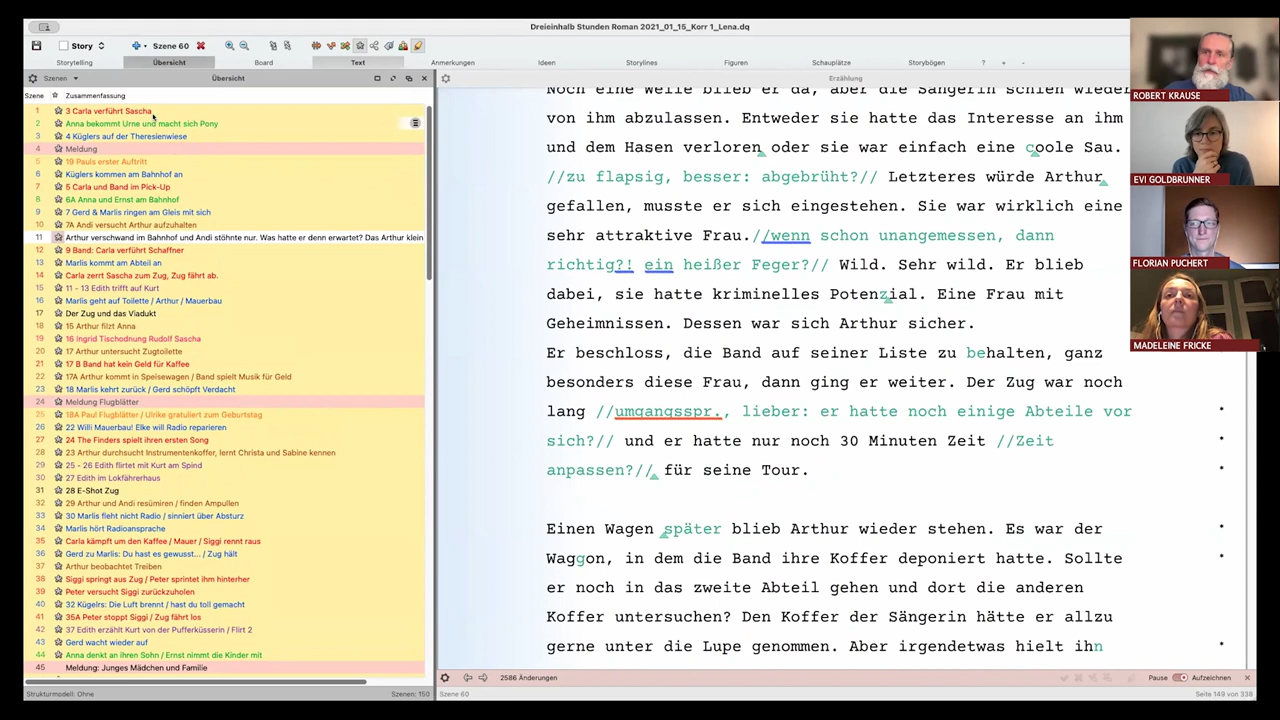 Dreieinhalb Stunden Roman 2021_01_15_Korr 1_Lena.dq
Story Szene 60
Storytelling Übersicht Board Text Anmerkungen Ideen Storylines Figuren Schauplätze Storybögen ? + -
Szenen Übersicht Erzählung
Szene Zusammenfassung
1 3 Carla verführt Sascha
2 Anna bekommt Urne und macht sich Pony
3 4 Küglers auf der Theresienwiese
4 Meldung
5 19 Pauls erster Auftritt
6 Küglers kommen am Bahnhof an
7 5 Carla und Band im Pick-Up
8 6A Anna und Ernst am Bahnhof
9 7 Gerd & Marlis ringen am Gleis mit sich
10 7A Andi versucht Arthur aufzuhalten
11 Arthur verschwand im Bahnhof und Andi stöhnte nur. Was hatte er denn erwartet? Das Arthur klein
12 9 Band: Carla verführt Schaffner
13 Marlis kommt am Abteil an
14 Carla zerrt Sascha zum Zug, Zug fährt ab.
15 11 - 13 Edith trifft auf Kurt
16 Marlis geht auf Toilette / Arthur / Mauerbau
17 Der Zug und das Viadukt
18 15 Arthur filzt Anna
19 16 Ingrid Tischodnung Rudolf Sascha
20 17 Arthur untersucht Zugtoilette
21 17 B Band hat kein Geld für Kaffee
22 17A Arthur kommt in Speisewagen / Band spielt Musik für Geld
23 18 Marlis kehrt zurück / Gerd schöpft Verdacht
24 Meldung Flugblätter
25 18A Paul Flugblätter / Ulrike gratuliert zum Geburtstag
26 22 Willi Mauerbau! Elke will Radio reparieren
27 24 The Finders spielt ihren ersten Song
28 23 Arthur durchsucht Instrumentenkoffer, lernt Christa und Sabine kennen
29 25 - 26 Edith flirtet mit Kurt am Spind
30 27 Edith im Lokfahrerhaus
31 28 E-Shot Zug
32 29 Arthur und Andi resümiren / finden Ampullen
33 30 Marlis fleht nicht Radio / sinniert über Absturz
34 Marlis hört Radioansprache
35 Carla kämpft um den Kaffee / Mauer / Siggi rennt raus
36 Gerd zu Marlis: Du hast es gewusst... / Zug hält
37 Arthur beobachtet Treiben
38 Siggi springt aus Zug / Peter sprintet ihm hinterher
39 Peter versucht Siggi zurückzuholen
40 32 Kügelrs: Die Luft brennt / hast du toll gemacht
41 35A Peter stoppt Siggi / Zug fährt los
42 37 Edith erzählt Kurt von der Pufferküsserin / Flirt 2
43 Gerd wacht wieder auf
44 Anna denkt an ihren Sohn / Ernst nimmt die Kinder mit
45 Meldung: Junges Mädchen und Familie
Strukturmodell: Ohne Szenen: 150
Noch eine Weile blieb er da, aber die Sängerin schien wieder
von ihm abzulassen. Entweder sie hatte das Interesse an ihm
und dem Hasen verloren oder sie war einfach eine coole Sau.
//zu flapsig, besser: abgebrüht?// Letzteres würde Arthur
gefallen, musste er sich eingestehen. Sie war wirklich eine
sehr attraktive Frau.//wenn schon unangemessen, dann
richtig?! ein heißer Feger?// Wild. Sehr wild. Er blieb
dabei, sie hatte kriminelles Potenzial. Eine Frau mit
Geheimnissen. Dessen war sich Arthur sicher.
Er beschloss, die Band auf seiner Liste zu behalten, ganz
besonders diese Frau, dann ging er weiter. Der Zug war noch
lang //umgangsspr., lieber: er hatte noch einige Abteile vor
sich?// und er hatte nur noch 30 Minuten Zeit //Zeit
anpassen?// für seine Tour.
Einen Wagen später blieb Arthur wieder stehen. Es war der
Waggon, in dem die Band ihre Koffer deponiert hatte. Sollte
er noch in das zweite Abteil gehen und dort die anderen
Koffer untersuchen? Den Koffer der Sängerin hätte er allzu
gerne unter die Lupe genommen. Aber irgendetwas hielt ihn
2586 Änderungen Pause Aufzeichnen
Szene 60 Seite 149 von 338
ROBERT KRAUSE
EVI GOLDBRUNNER
FLORIAN PUCHERT
MADELEINE FRICKE